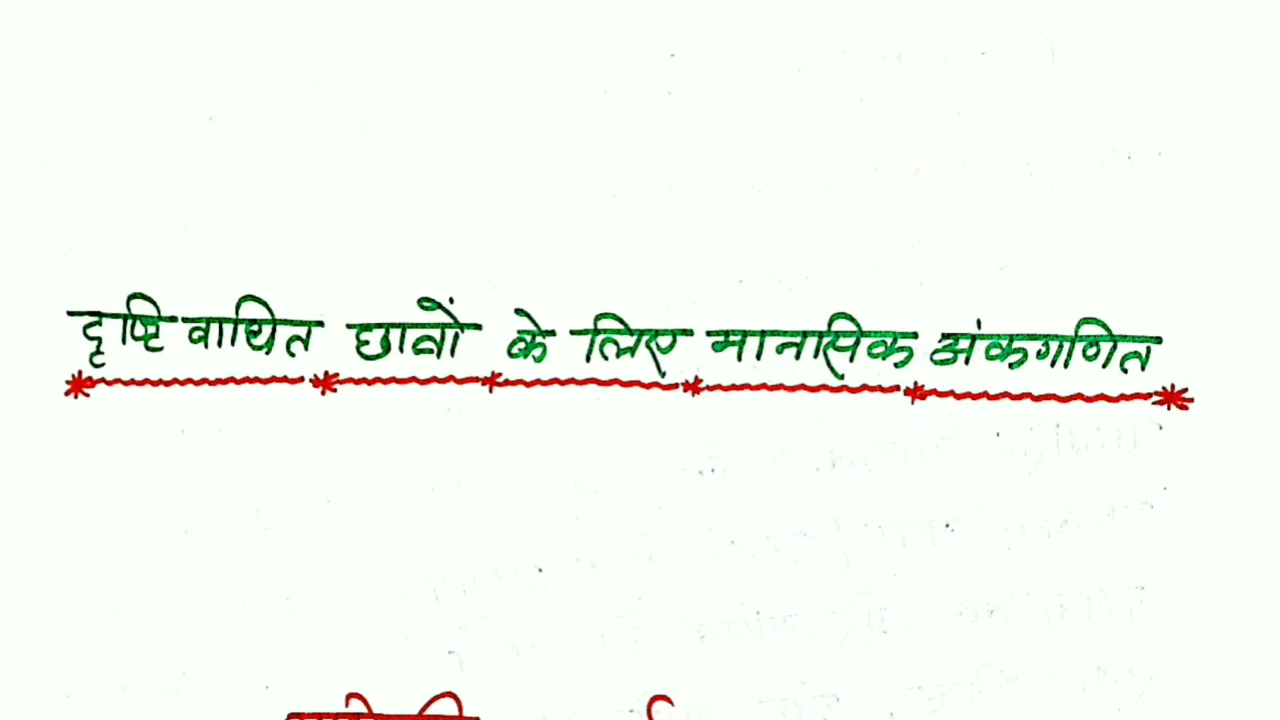 दृष्टि वाधित छात्रों के लिए मानसिक अंकगणित